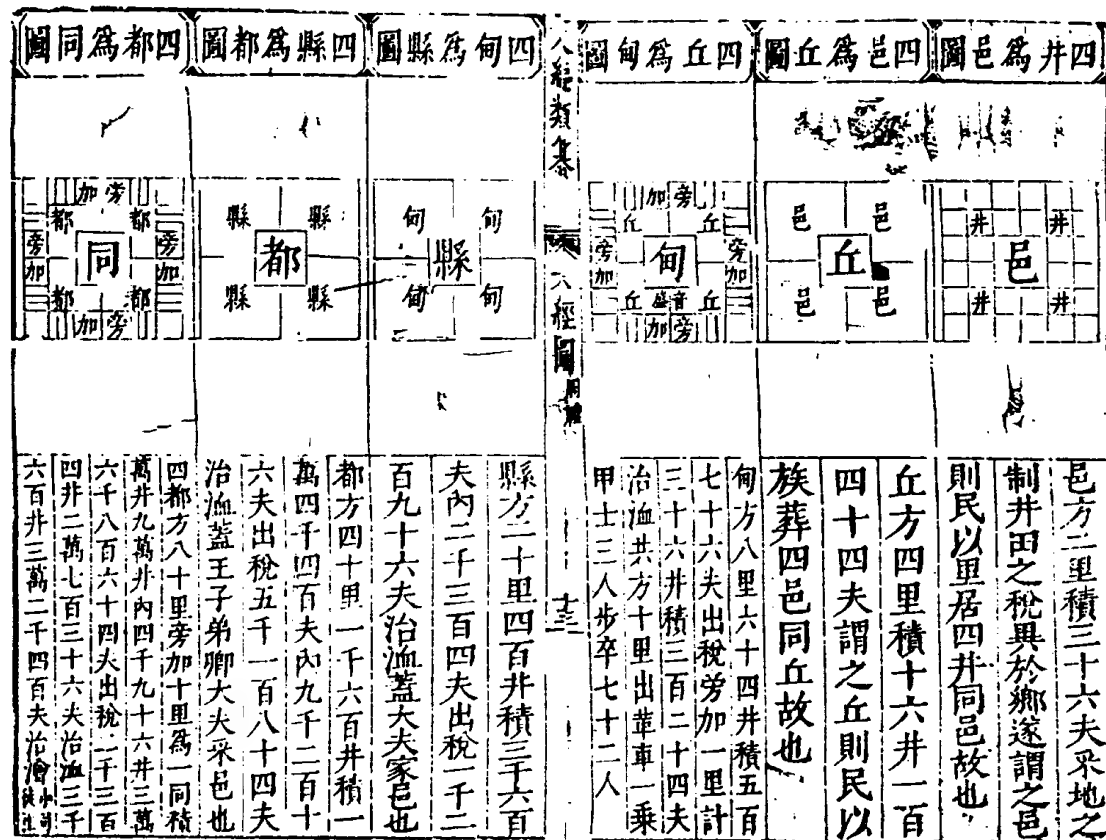 四井爲邑圖
井
井
邑
井
井
邑方二里積三十六夫采地之
制井田之稅異於鄉遂謂之邑
則民以里居四井同邑故也
四邑爲丘圖
邑
邑
丘
邑
邑
丘方四里積十六井一百
四十四夫謂之丘則民以
族葬四邑同丘故也
四丘爲甸圖
旁加
丘
丘
旁加
甸
旁加
音盛
丘
丘
旁加
甸方八里六十四井積五百
七十六夫出稅旁加一里計
三十六井積三百二十四夫
治洫共方十里出革車一乘
甲士三人步卒七十二人
六經圖
十三
四甸爲縣圖
甸
甸
縣
甸
甸
縣方二十里四百井積三千六百
夫內二千三百四夫出稅一千二
百九十六夫治洫蓋大夫家邑也
四縣爲都圖
縣
縣
都
縣
縣
都方四十里一千六百井積一
萬四千四百夫內九千二百十
六夫出稅五千一百八十四夫
治洫蓋王子弟卿大夫采邑也
四都爲同圖
旁加
都
都
旁加
同
旁加
都
都
旁加
四都方八十里旁加十里爲一同積
萬井九萬井內四千九十六井三萬
六千八百六十四夫出稅二千三百
四井二萬七百三十六夫治洫三千
六百井三萬二千四百夫治澮